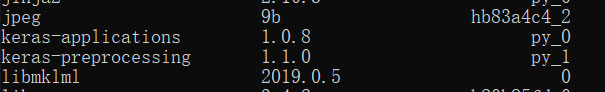 jpeg 9b hb83a4c4_2
keras-applications 1.0.8 py_0
keras-preprocessing 1.1.0 py_1
libmklml 2019.0.5 0